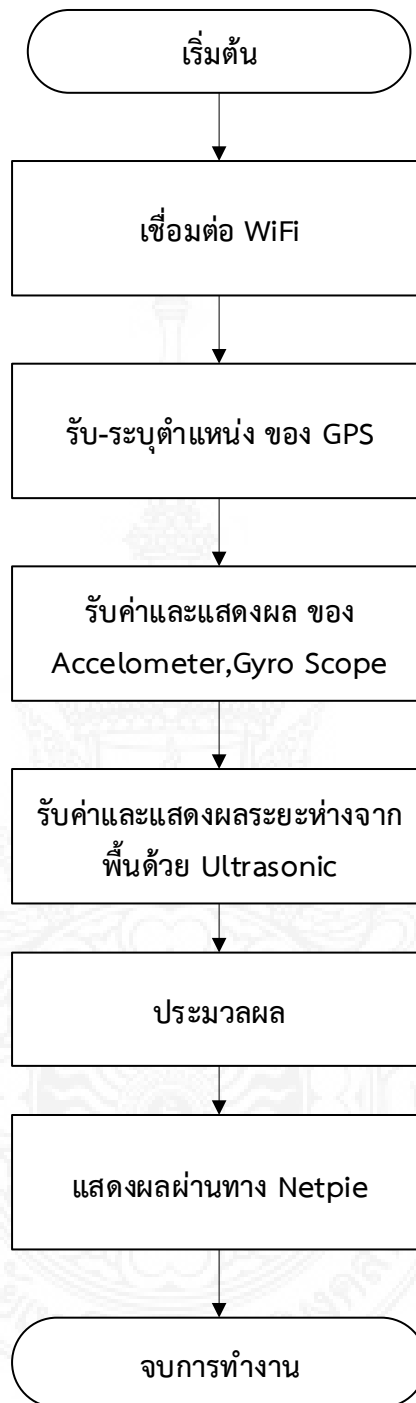 เริ่มต้น
เชื่อมต่อ WiFi
รับ-ระบุตำแหน่ง ของ GPS
รับค่าและแสดงผล ของ
Accelometer,Gyro Scope
รับค่าและแสดงผลระยะห่างจาก
พื้นด้วย Ultrasonic
ประมวลผล
แสดงผลผ่านทาง Netpie
จบการทำงาน